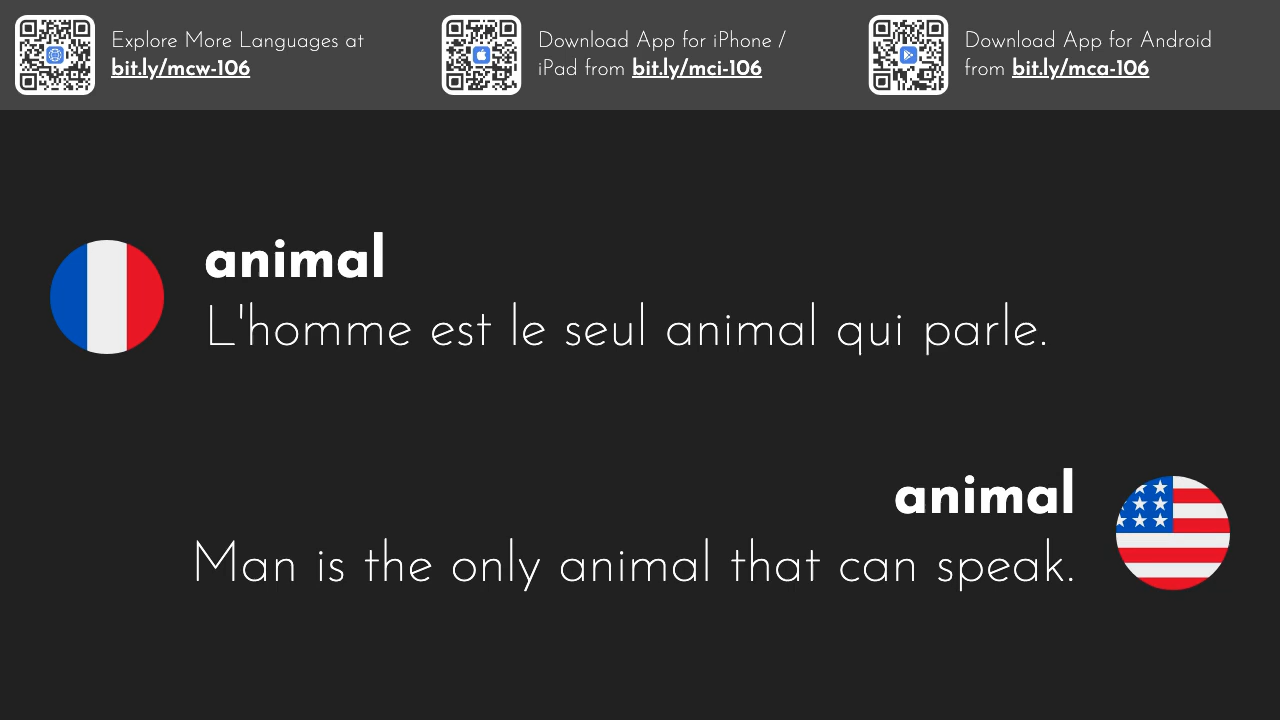 Explore More Languages at
bit.ly/mcw-106
Download App for iPhone /
iPad from bit.ly/mci-106
Download App for Android
from bit.ly/mca-106
animal
L'homme est le seul animal qui parle.
animal
Man is the only animal that can speak.